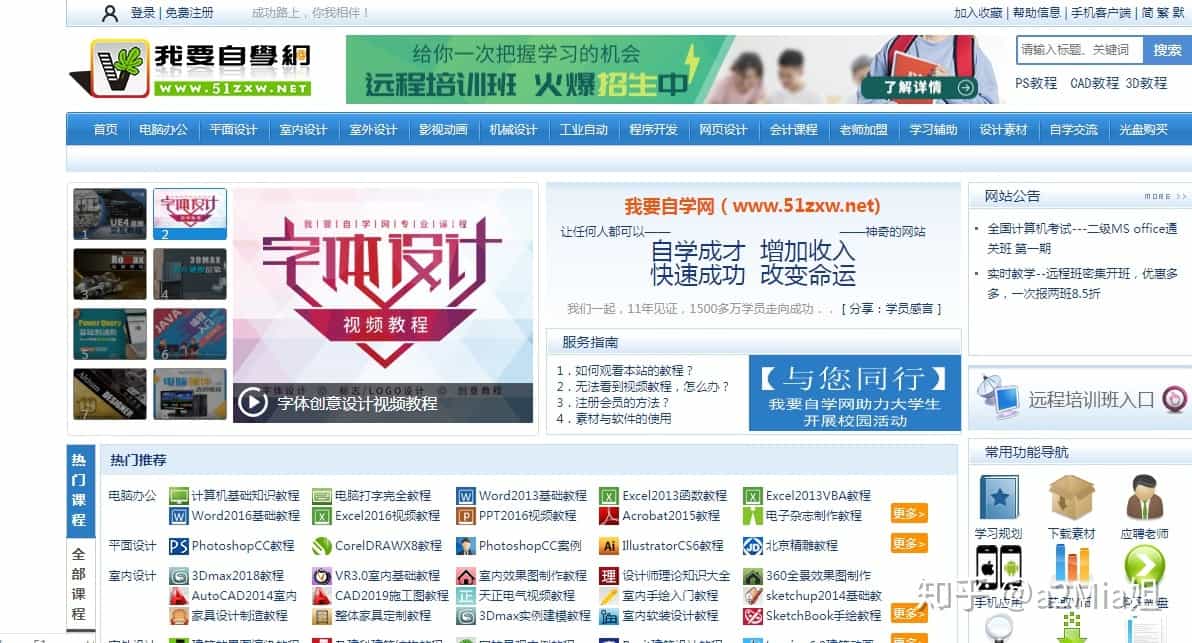 登录 | 免费注册
成功路上，你我相伴！
加入收藏 | 帮助信息 | 手机客户端 | 简 繁 默
我要自學網
WWW.51ZXW.NET
给你一次把握学习的机会
远程培训班 火爆招生中
了解详情
请输入标题、关键词
搜索
PS教程 CAD教程 3D教程
首页 电脑办公 平面设计 室内设计 室外设计 影视动画 机械设计 工业自动 程序开发 网页设计 会计课程 老师加盟 学习辅助 设计素材 自学交流 光盘购买
1
2
3
4
5
6
7
我要自学网专业课程
字体设计
视频教程
字体创意设计视频教程
我要自学网（www.51zxw.net)
让任何人都可以——
自学成才 增加收入
快速成功 改变命运
——神奇的网站
我们一起，11年见证，1500多万学员走向成功．．[ 分享：学员感言 ]
服务指南
1．如何观看本站的教程？
2．无法看到视频教程，怎么办？
3．注册会员的方法？
4．素材与软件的使用
【与您同行】
我要自学网助力大学生
开展校园活动
网站公告
MORE >>
全国计算机考试---二级MS office通
关班 第一期
实时教学--远程班密集开班，优惠多
多，一次报两班8.5折
远程培训班入口
常用功能导航
学习规划 下载素材 应聘老师
手机应用
热门课程
全部课程
热门推荐
电脑办公 计算机基础知识教程 电脑打字完全教程 Word2013基础教程 Excel2013函数教程 Excel2013VBA教程
Word2016基础教程 Excel2016视频教程 PPT2016视频教程 Acrobat2015教程 电子杂志制作教程 更多>
平面设计 PhotoshopCC教程 CorelDRAWX8教程 PhotoshopCC案例 IllustratorCS6教程 北京精雕教程 更多>
室内设计 3Dmax2018教程 VR3.0室内基础教程 室内效果图制作教程 设计师理论知识大全 360全景效果图制作
AutoCAD2014室内 CAD2019施工图教程 天正电气视频教程 室内手绘入门教程 sketchup2014基础教
家具设计制造教程 整体家具定制教程 3Dmax实例建模教程 室内软装设计教程 SketchBook手绘教程 更多>
知乎 @a3Mia姐